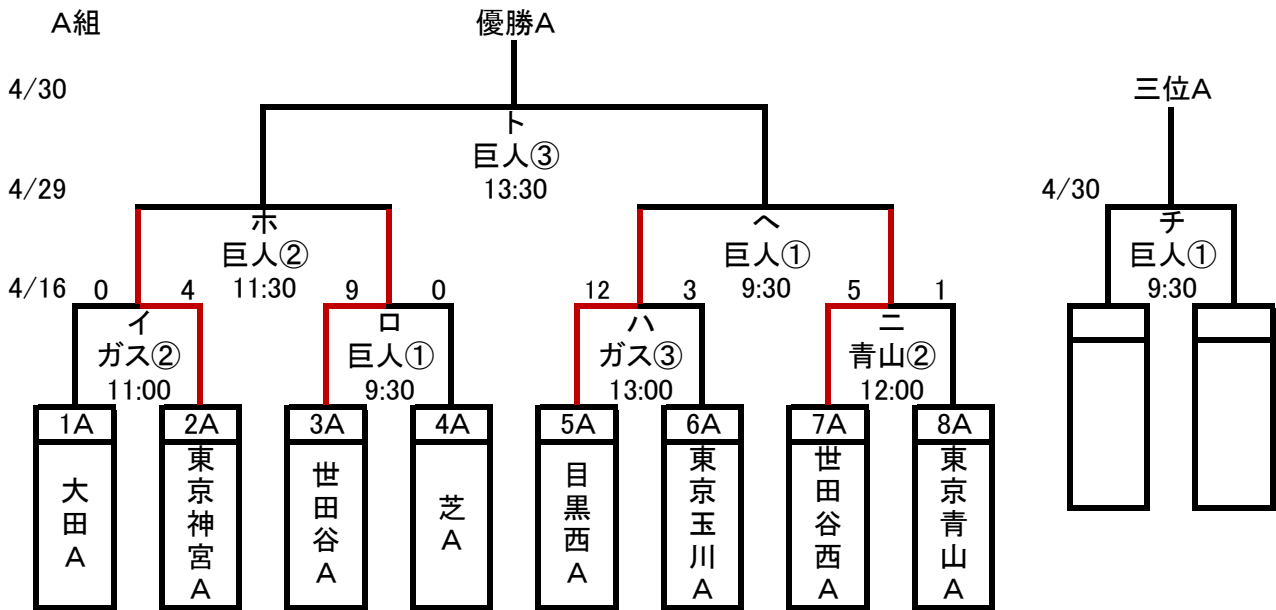 A組
優勝A
4/30
三位A
ト
巨人③
13:30
4/29
4/30
ホ
巨人②
11:30
ヘ
巨人①
9:30
チ
巨人①
9:30
4/16
0
4
9
0
12
3
5
1
イ
ガス②
11:00
ロ
巨人①
9:30
ハ
ガス③
13:00
ニ
青山②
12:00
1A
2A
3A
4A
5A
6A
7A
8A
大田A
東京神宮A
世田谷A
芝A
目黒西A
東京玉川A
世田谷西A
東京青山A